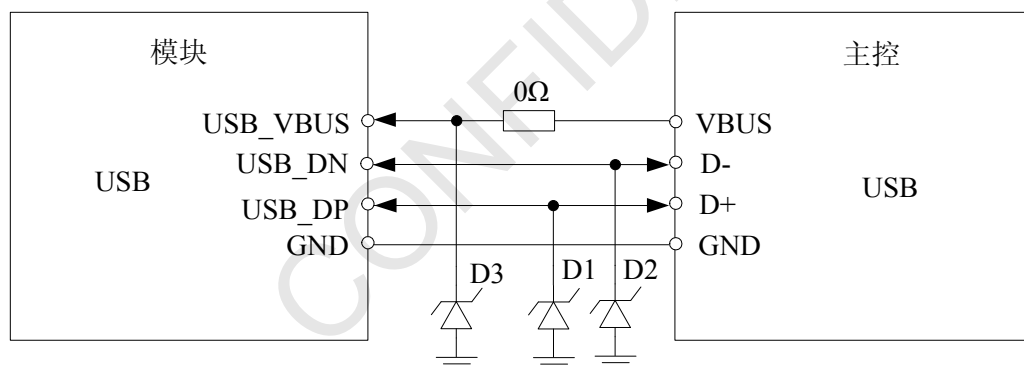 模块
主控
0Ω
USB_VBUS
VBUS
USB_DN
D-
USB
USB
USB_DP
D+
GND
GND
D3
D1
D2
CONFID